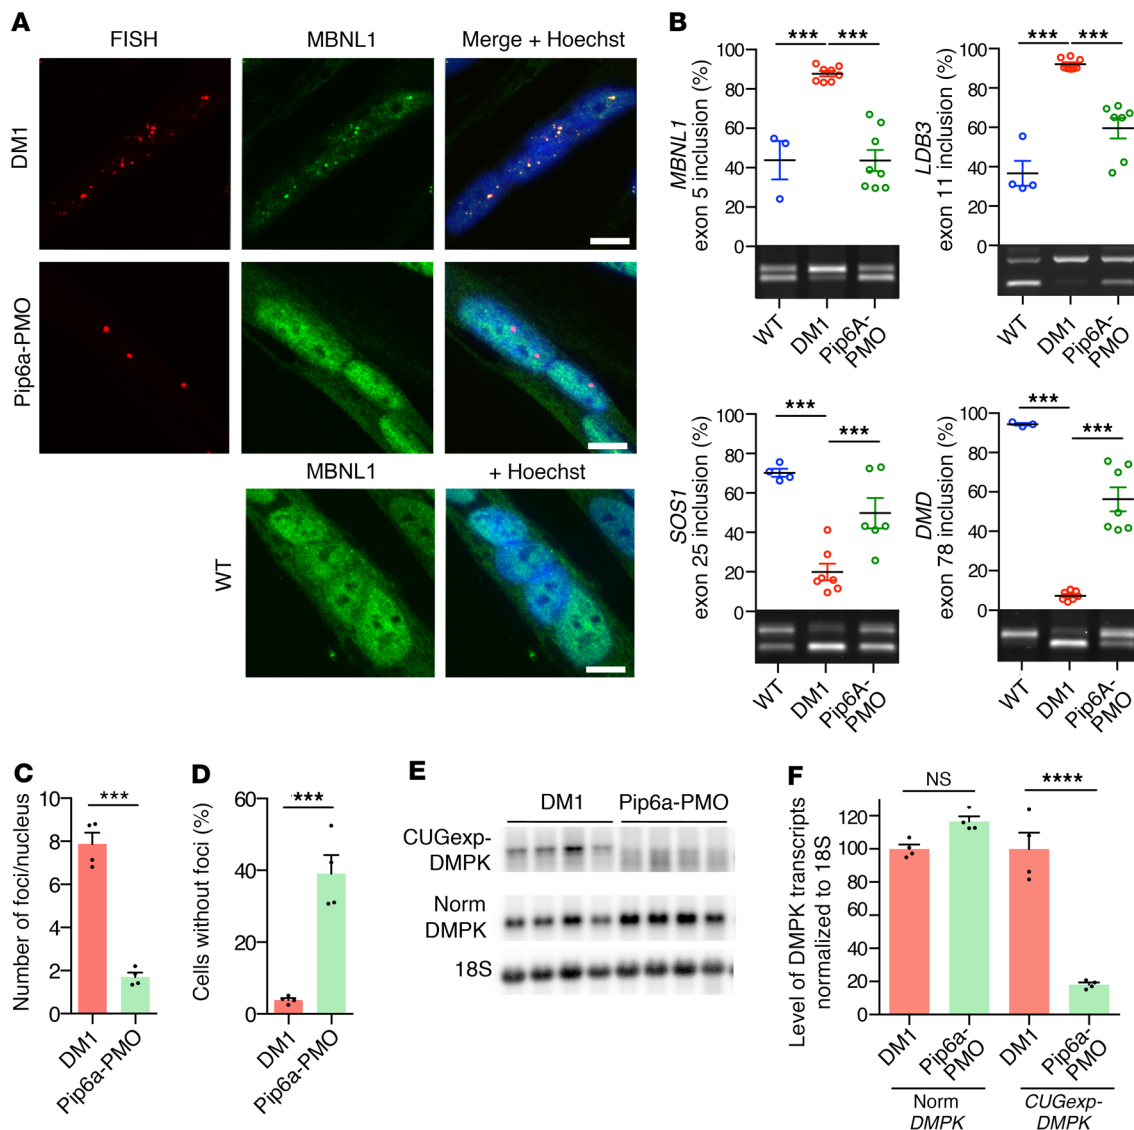 A
FISH
MBNL1
Merge + Hoechst
DM1
Pip6a-PMO
MBNL1
+ Hoechst
WT
B
MBNL1
exon 5 inclusion (%)
100
80
60
40
20
0
***
***
WT
DM1
Pip6A-
PMO
LDB3
exon 11 inclusion (%)
100
80
60
40
20
0
***
***
WT
DM1
Pip6A-
PMO
SOS1
exon 25 inclusion (%)
100
80
60
40
20
0
***
***
WT
DM1
Pip6A-
PMO
DMD
exon 78 inclusion (%)
100
80
60
40
20
0
***
***
WT
DM1
Pip6A-
PMO
C
Number of foci/nucleus
10
8
6
4
2
0
***
DM1
Pip6a-PMO
D
Cells without foci (%)
60
40
20
0
***
DM1
Pip6a-PMO
E
DM1
Pip6a-PMO
CUGexp-
DMPK
Norm
DMPK
18S
F
Level of DMPK transcripts
normalized to 18S
120
100
80
60
40
20
0
NS
****
DM1
Pip6a-
PMO
DM1
Pip6a-
PMO
Norm
DMPK
CUGexp-
DMPK